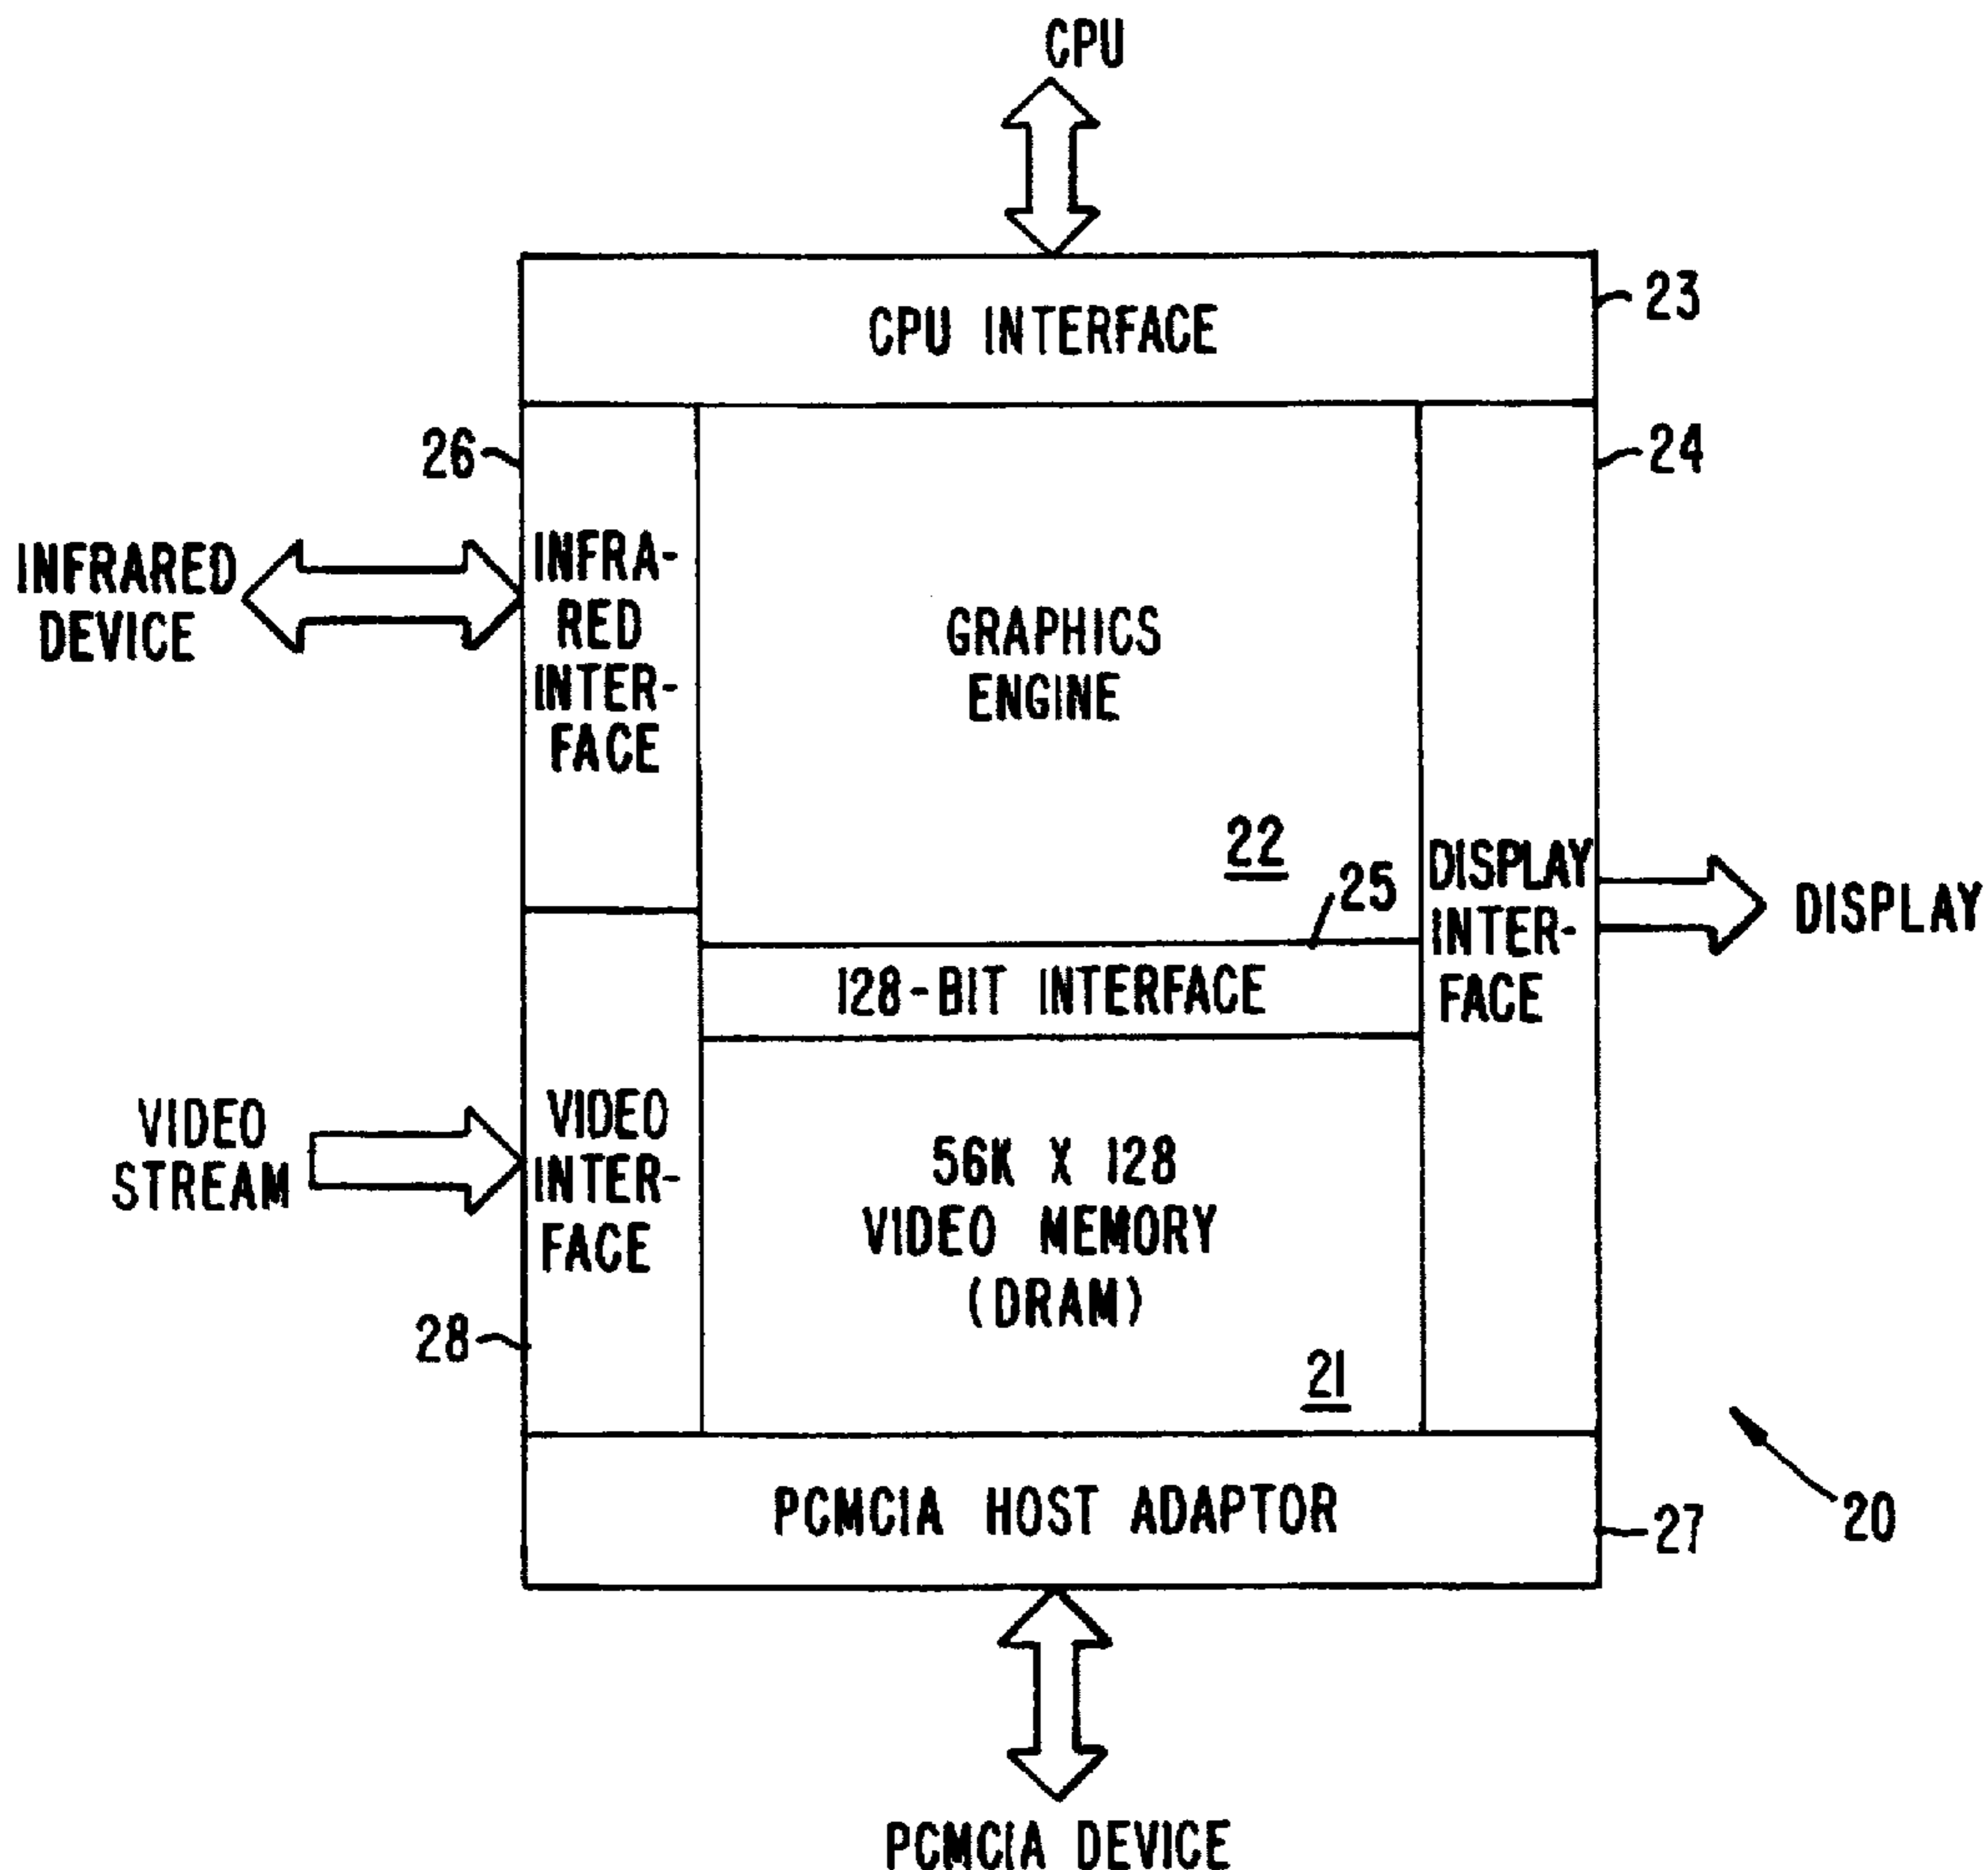 CPU
CPU INTERFACE
23
26
24
INFRARED
DEVICE
INFRA-
RED
INTER-
FACE
GRAPHICS
ENGINE
22
25
DISPLAY
INTER-
FACE
DISPLAY
128-BIT INTERFACE
VIDEO
STREAM
VIDEO
INTER-
FACE
28
56K X 128
VIDEO MEMORY
(DRAM)
21
PCMCIA HOST ADAPTOR
27
20
PCMCIA DEVICE